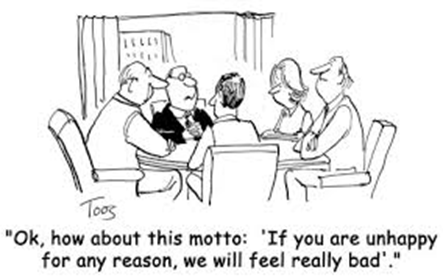 Toos
"Ok, how about this motto: 'If you are unhappy
for any reason, we will feel really bad'."